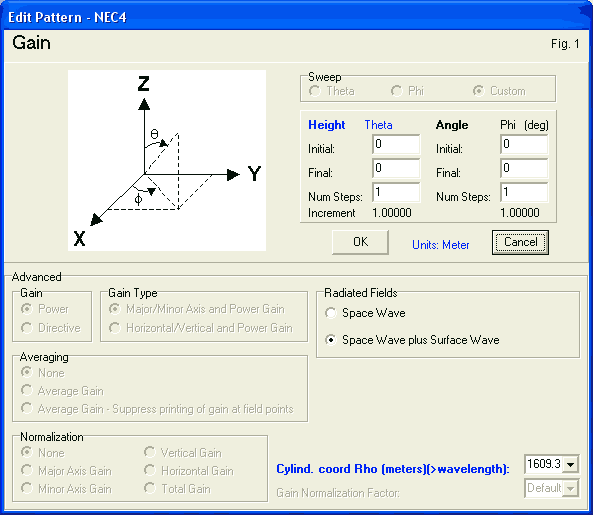 Edit Pattern - NEC4
Gain
Fig. 1
Z
θ
Y
ϕ
X
Sweep
Theta Phi Custom
Height Theta Angle Phi (deg)
Initial: 0 Initial: 0
Final: 0 Final: 0
Num Steps: 1 Num Steps: 1
Increment 1.00000 1.00000
OK Units: Meter Cancel
Advanced
Gain
Power
Directive
Gain Type
Major/Minor Axis and Power Gain
Horizontal/Vertical and Power Gain
Radiated Fields
Space Wave
Space Wave plus Surface Wave
Averaging
None
Average Gain
Average Gain - Suppress printing of gain at field points
Normalization
None Vertical Gain
Major Axis Gain Horizontal Gain
Minor Axis Gain Total Gain
Cylind. coord Rho (meters)(>wavelength): 1609.3
Gain Normalization Factor: Default